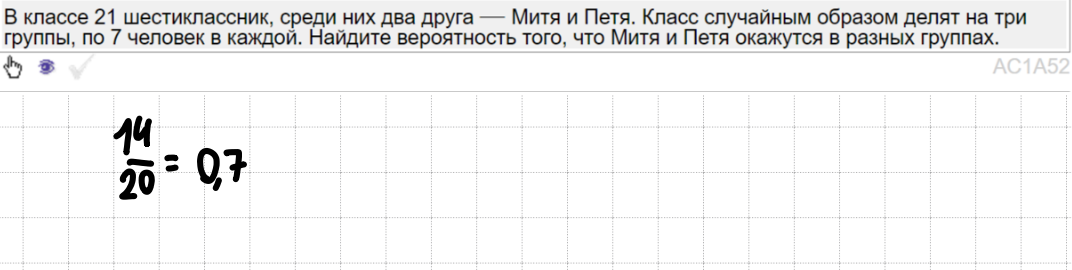 В классе 21 шестиклассник, среди них два друга — Митя и Петя. Класс случайным образом делят на три
группы, по 7 человек в каждой. Найдите вероятность того, что Митя и Петя окажутся в разных группах.
AC1A52
14/20 = 0,7